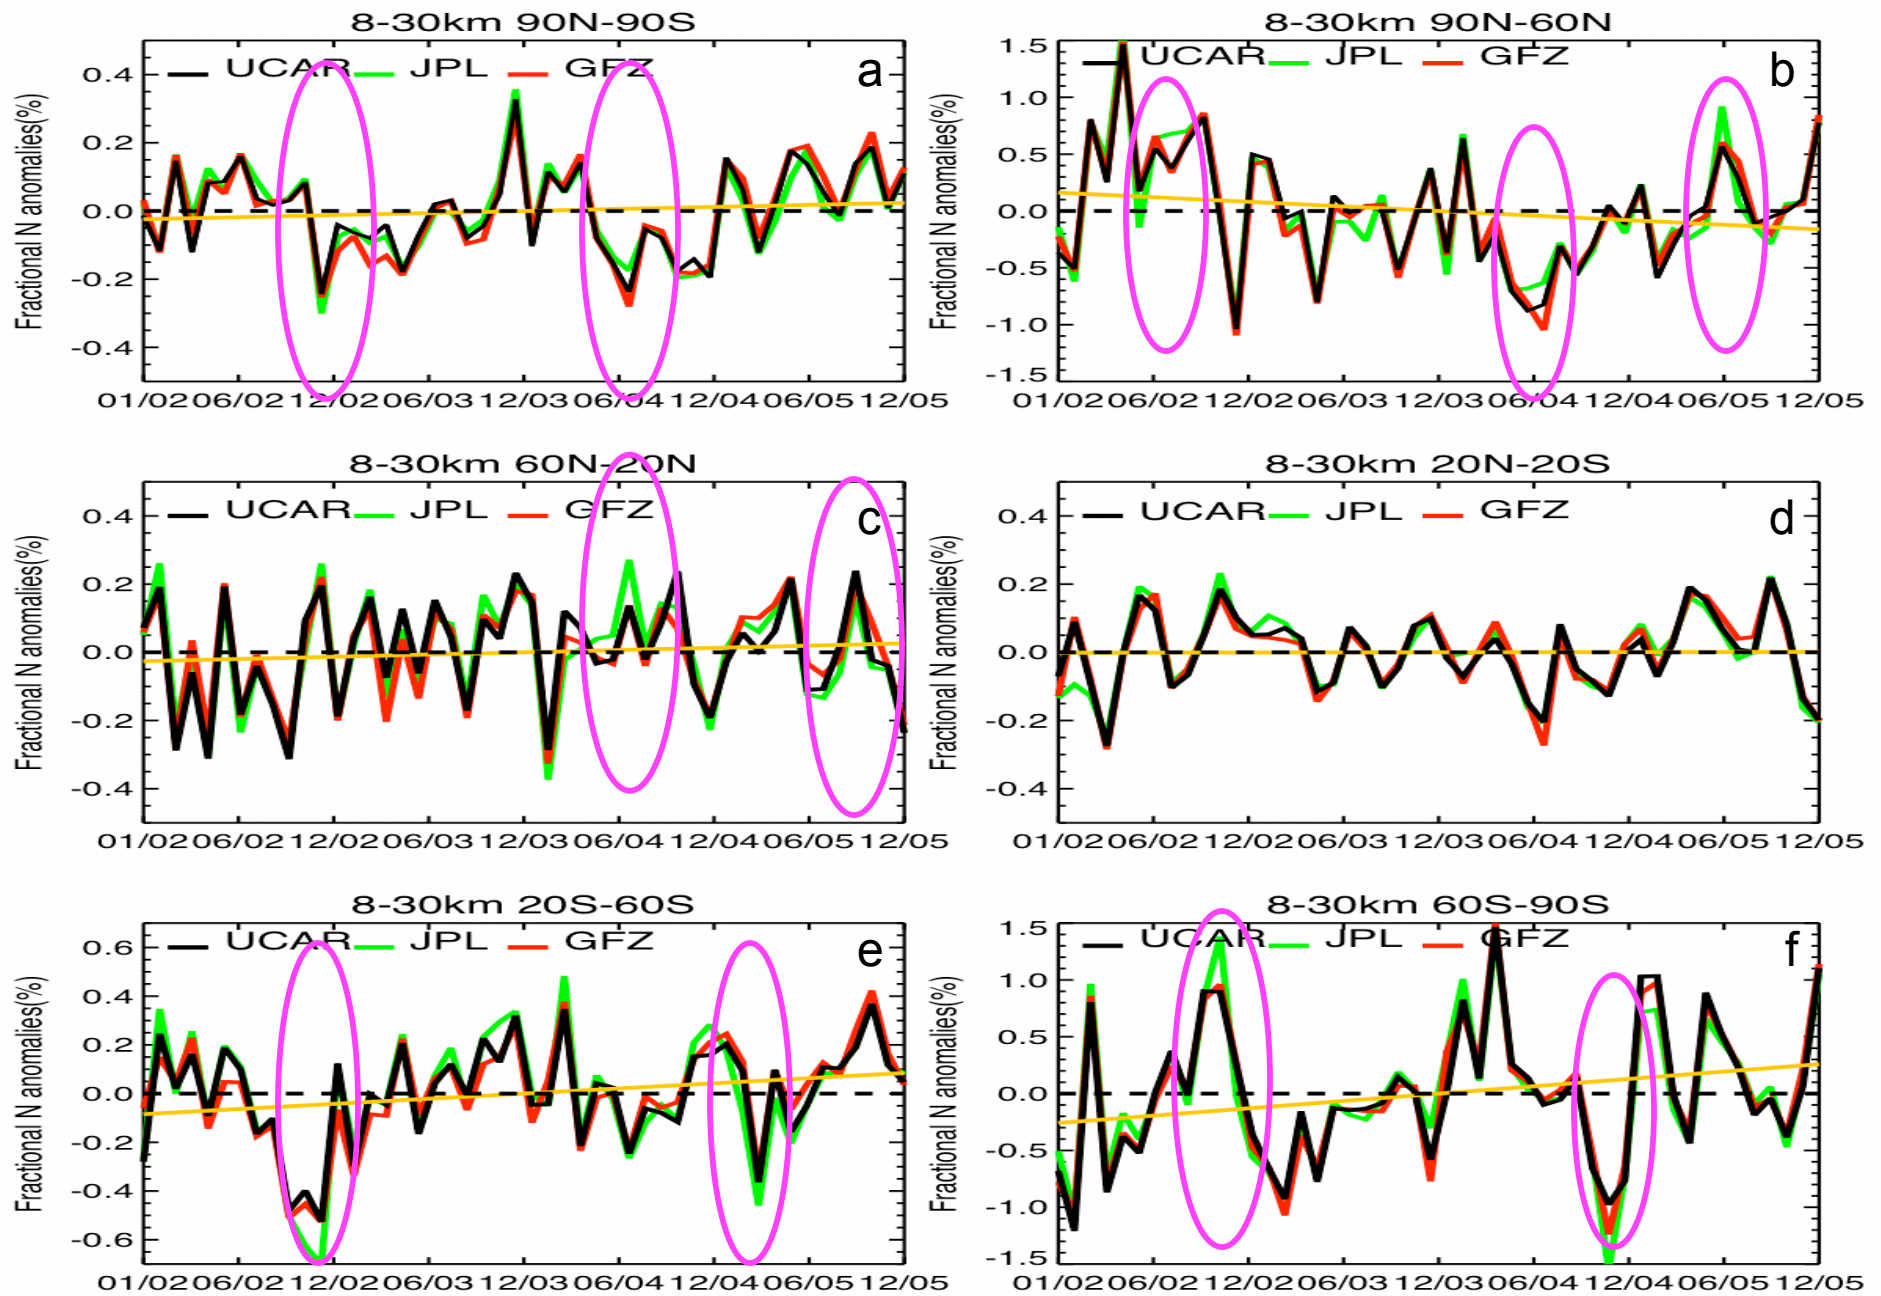 8-30km 90N-90S
Fractional N anomalies(%)
UCAR JPL GFZ a
0.4
0.2
0.0
-0.2
-0.4
01/02 06/02 12/02 06/03 12/03 06/04 12/04 06/05 12/05
8-30km 90N-60N
Fractional N anomalies(%)
UCAR JPL GFZ b
1.5
1.0
0.5
0.0
-0.5
-1.0
-1.5
01/02 06/02 12/02 06/03 12/03 06/04 12/04 06/05 12/05
8-30km 60N-20N
Fractional N anomalies(%)
UCAR JPL GFZ c
0.4
0.2
0.0
-0.2
-0.4
01/02 06/02 12/02 06/03 12/03 06/04 12/04 06/05 12/05
8-30km 20N-20S
Fractional N anomalies(%)
UCAR JPL GFZ d
0.4
0.2
0.0
-0.2
-0.4
01/02 06/02 12/02 06/03 12/03 06/04 12/04 06/05 12/05
8-30km 20S-60S
Fractional N anomalies(%)
UCAR JPL GFZ e
0.6
0.4
0.2
0.0
-0.2
-0.4
-0.6
01/02 06/02 12/02 06/03 12/03 06/04 12/04 06/05 12/05
8-30km 60S-90S
Fractional N anomalies(%)
UCAR JPL GFZ f
1.5
1.0
0.5
0.0
-0.5
-1.0
-1.5
01/02 06/02 12/02 06/03 12/03 06/04 12/04 06/05 12/05